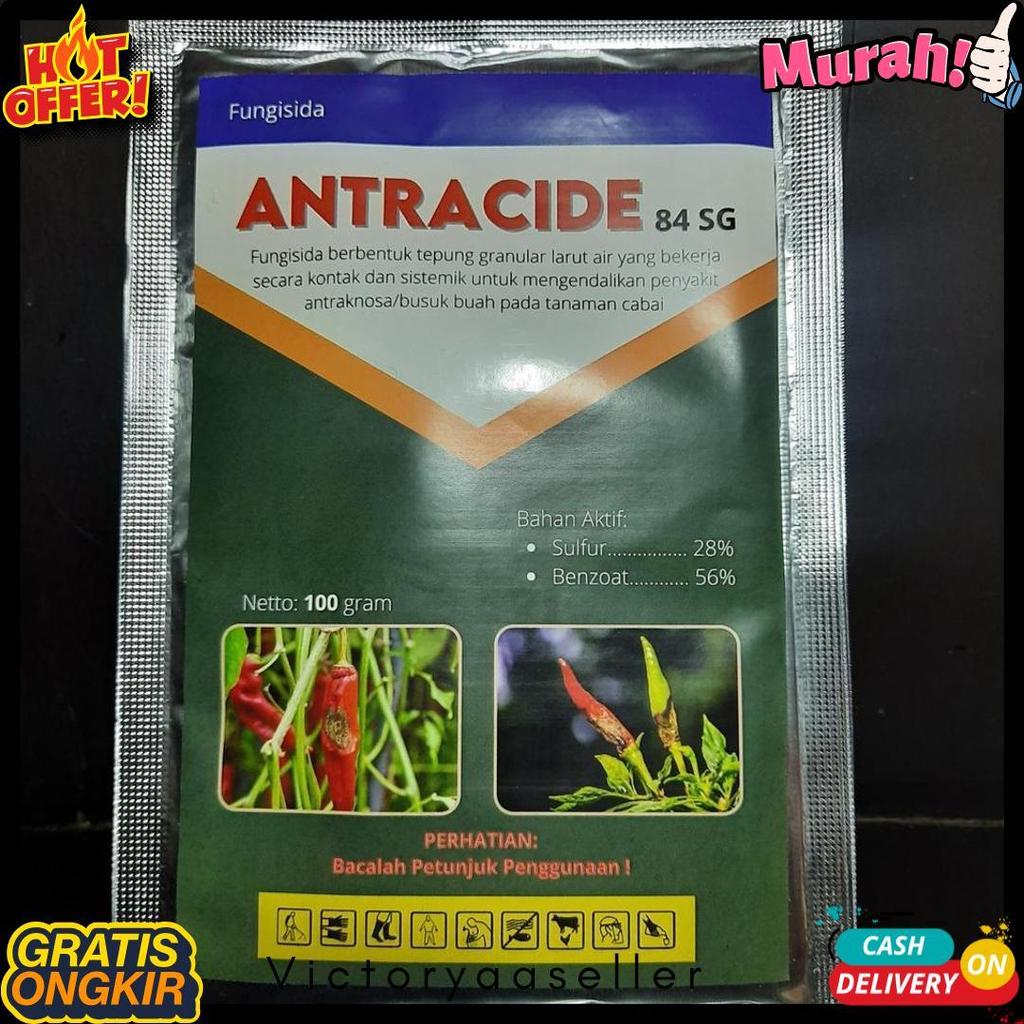 HOT
OFFER!
Murah!
Fungisida
ANTRACIDE 84 SG
Fungisida berbentuk tepung granular larut air yang bekerja
secara kontak dan sistemik untuk mengendalikan penyakit
antraknosa/busuk buah pada tanaman cabai
Bahan Aktif:
• Sulfur................ 28%
• Benzoat............ 56%
Netto: 100 gram
PERHATIAN:
Bacalah Petunjuk Penggunaan !
Victoryaaseller
GRATIS
ONGKIR
CASH
DELIVERY
ON